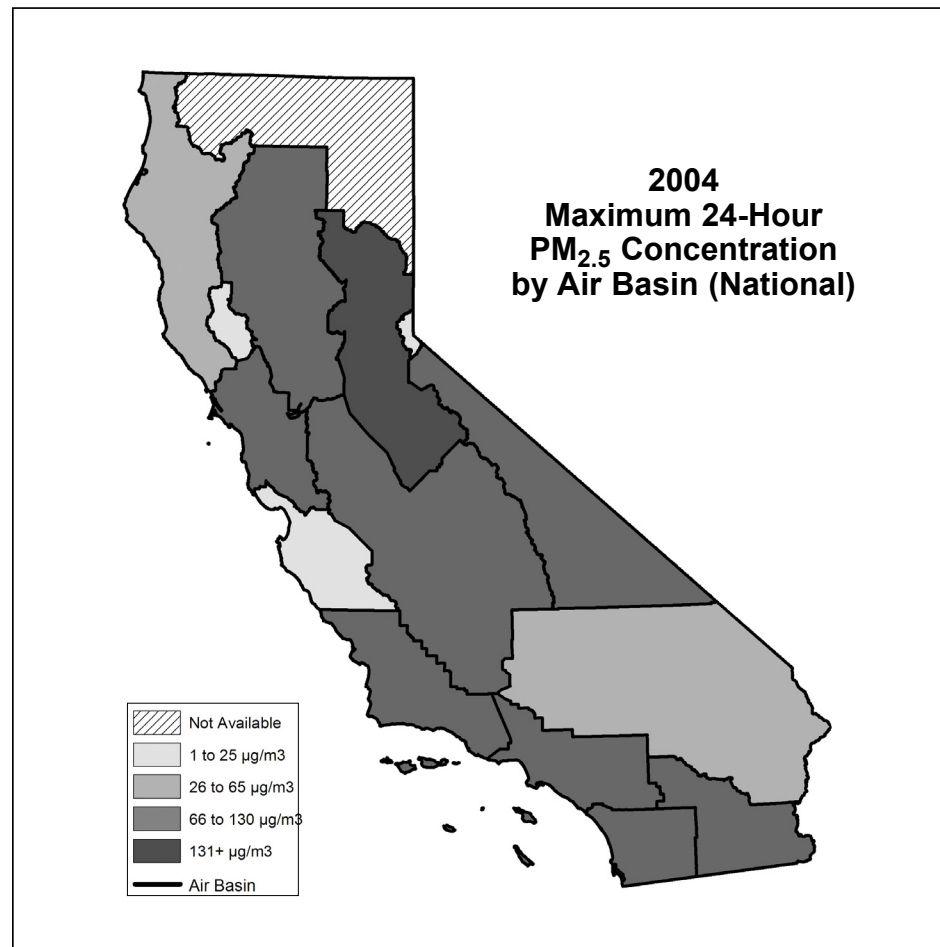 2004
Maximum 24-Hour
PM2.5 Concentration
by Air Basin (National)
Not Available
1 to 25 µg/m3
26 to 65 µg/m3
66 to 130 µg/m3
131+ µg/m3
Air Basin